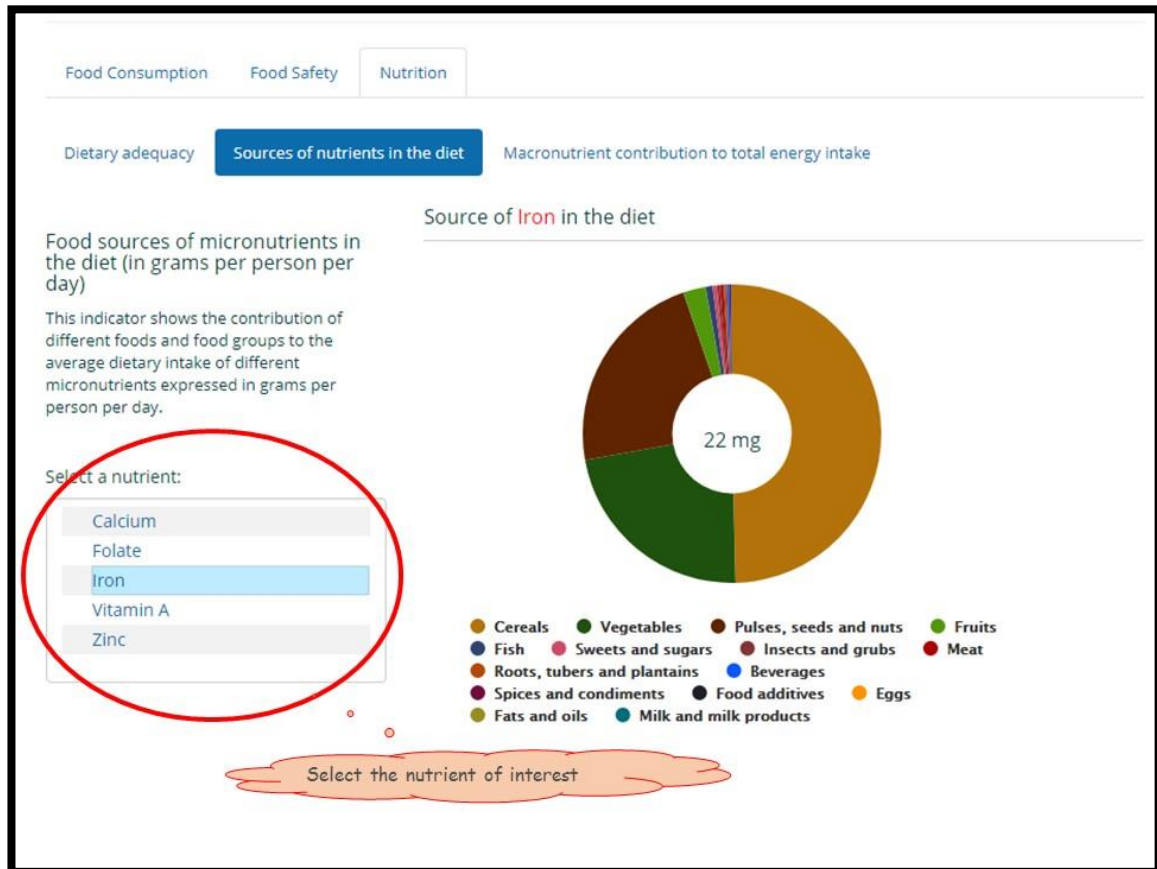 Food Consumption Food Safety Nutrition
Dietary adequacy Sources of nutrients in the diet Macronutrient contribution to total energy intake
Food sources of micronutrients in
the diet (in grams per person per
day)
This indicator shows the contribution of
different foods and food groups to the
average dietary intake of different
micronutrients expressed in grams per
person per day.
Select a nutrient:
Calcium
Folate
Iron
Vitamin A
Zinc
Select the nutrient of interest
Source of Iron in the diet
22 mg
Cereals Vegetables Pulses, seeds and nuts Fruits
Fish Sweets and sugars Insects and grubs Meat
Roots, tubers and plantains Beverages
Spices and condiments Food additives Eggs
Fats and oils Milk and milk products